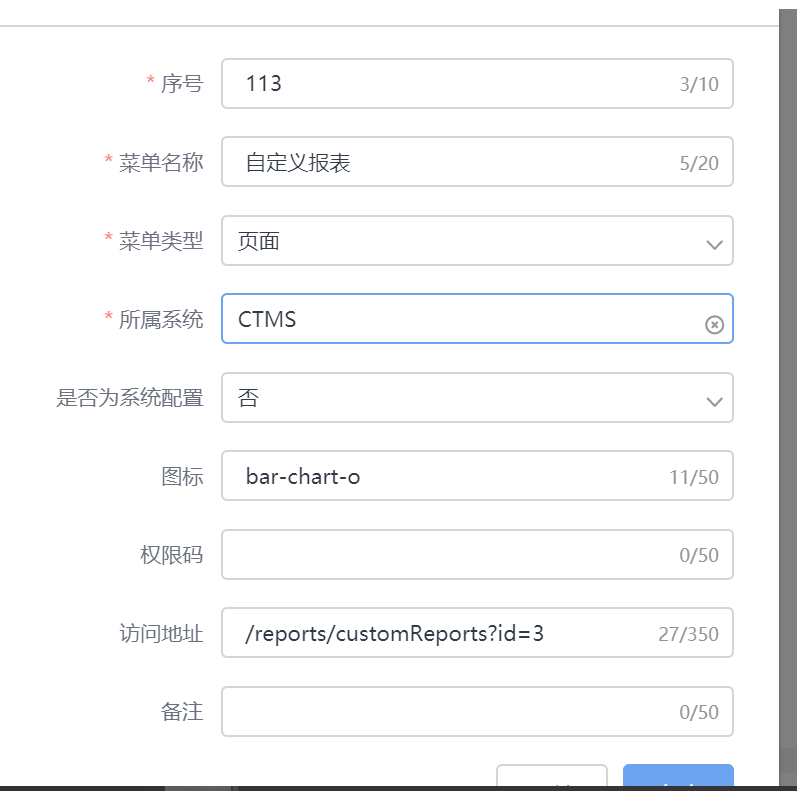 * 序号 113 3/10
* 菜单名称 自定义报表 5/20
* 菜单类型 页面
* 所属系统 CTMS
是否为系统配置 否
图标 bar-chart-o 11/50
权限码 0/50
访问地址 /reports/customReports?id=3 27/350
备注 0/50